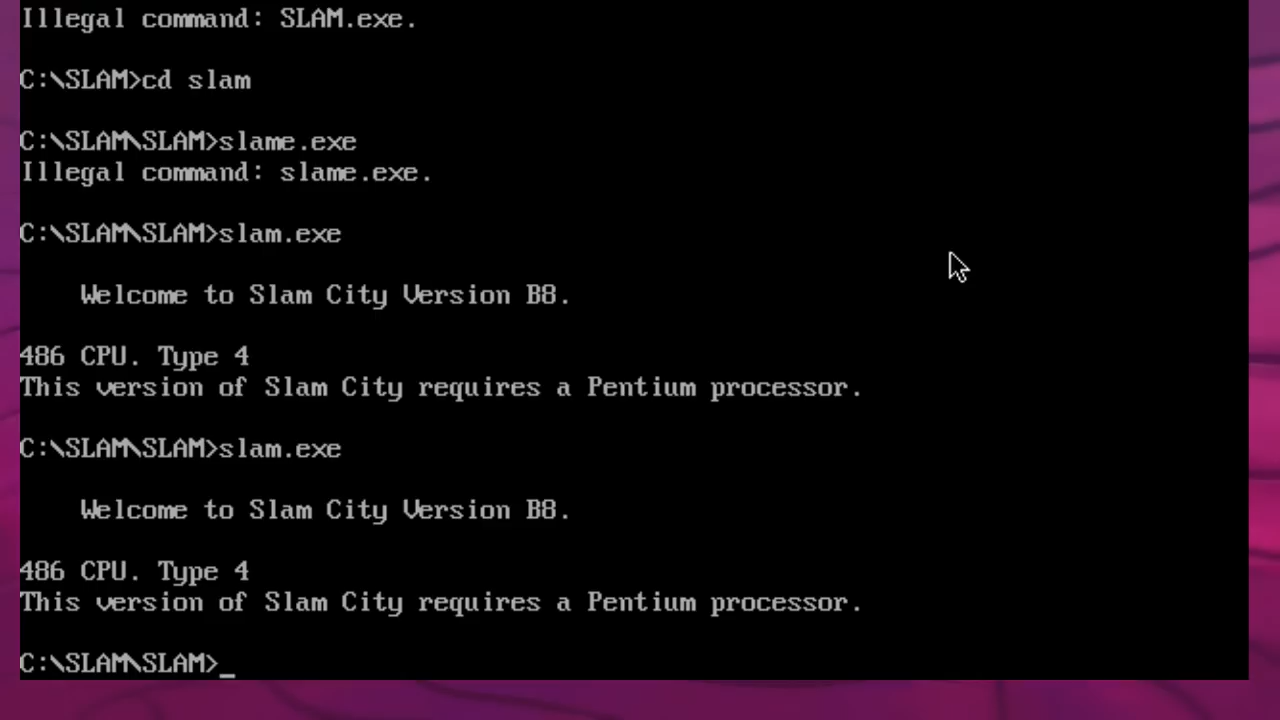 Illegal command: SLAM.exe.
C:\SLAM>cd slam
C:\SLAM\SLAM>slame.exe
Illegal command: slame.exe.
C:\SLAM\SLAM>slam.exe
Welcome to Slam City Version B8.
486 CPU. Type 4
This version of Slam City requires a Pentium processor.
C:\SLAM\SLAM>slam.exe
Welcome to Slam City Version B8.
486 CPU. Type 4
This version of Slam City requires a Pentium processor.
C:\SLAM\SLAM>_